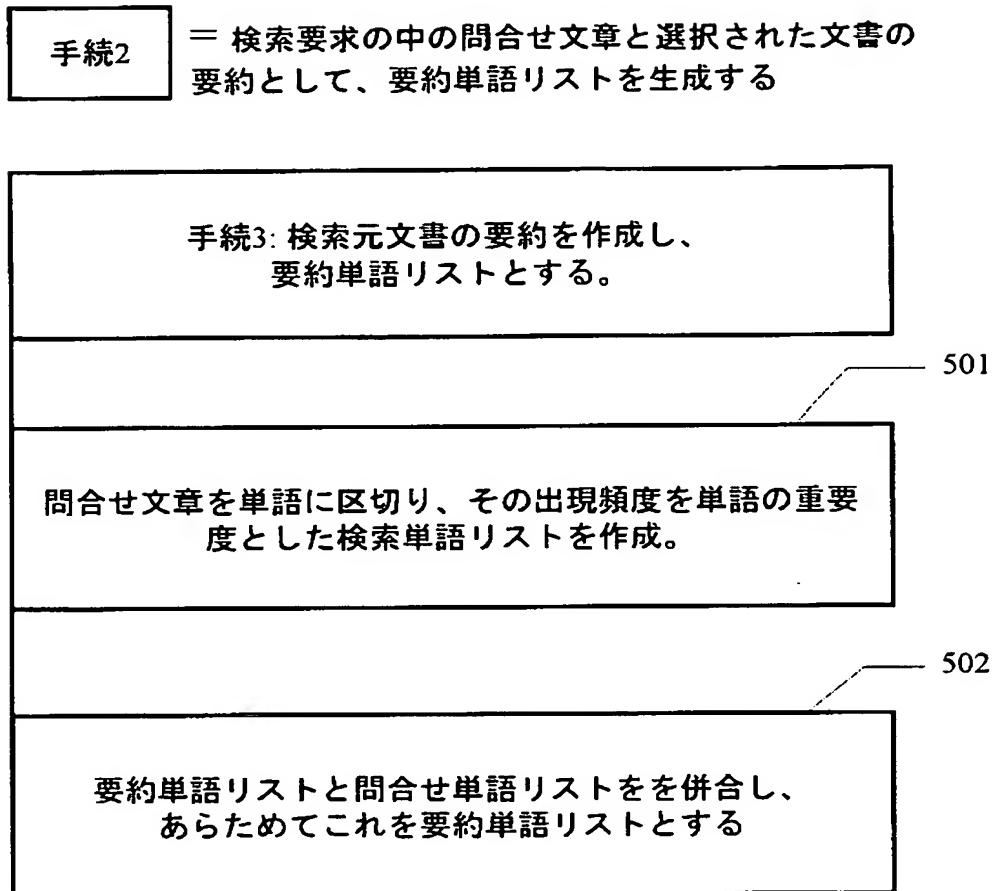 手続2
＝ 検索要求の中の問合せ文章と選択された文書の
要約として、要約単語リストを生成する
手続3: 検索元文書の要約を作成し、
要約単語リストとする。
501
問合せ文章を単語に区切り、その出現頻度を単語の重要
度とした検索単語リストを作成。
502
要約単語リストと問合せ単語リストをを併合し、
あらためてこれを要約単語リストとする